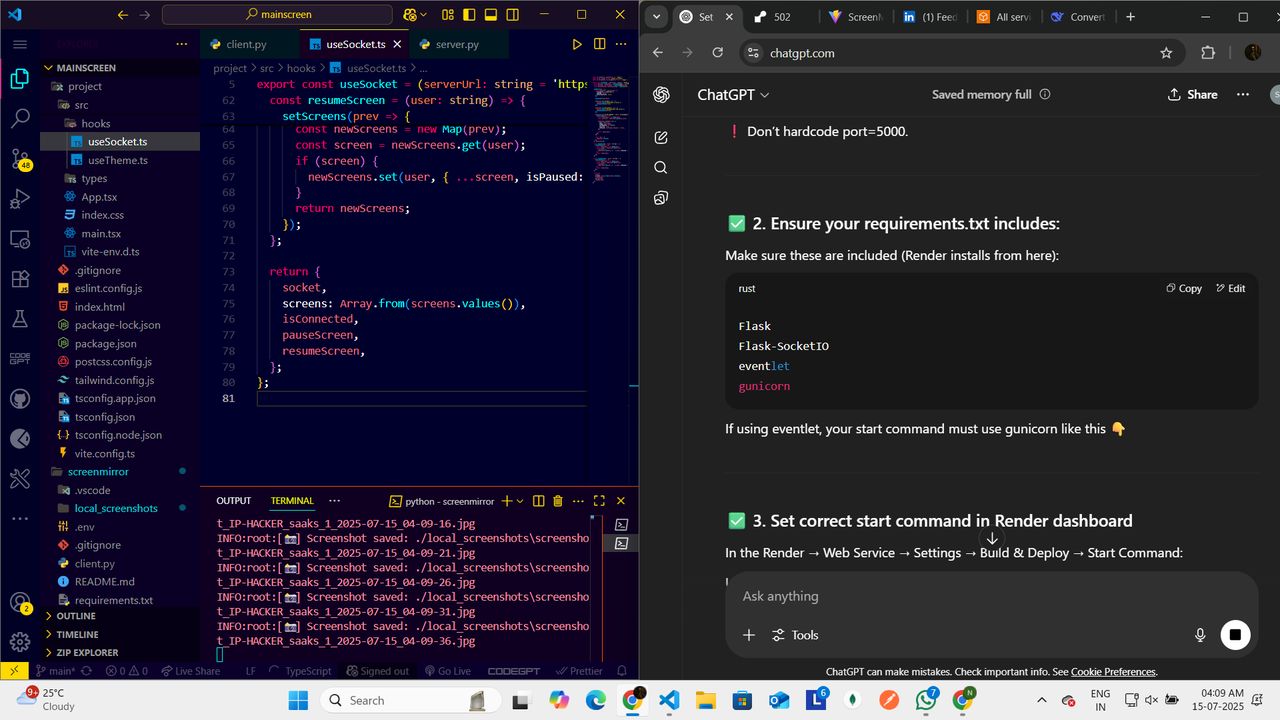 mainscreen
EXPLORER
MAINSCREEN
project
src
hooks
useSocket.ts
useTheme.ts
types
App.tsx
index.css
main.tsx
vite-env.d.ts
.gitignore
eslint.config.js
index.html
package-lock.json
package.json
postcss.config.js
tailwind.config.js
tsconfig.app.json
tsconfig.json
tsconfig.node.json
vite.config.ts
screenmirror
.vscode
local_screenshots
.env
.gitignore
client.py
README.md
requirements.txt
OUTLINE
TIMELINE
ZIP EXPLORER
48
CODE
GPT
2
client.py
useSocket.ts
server.py
project > src > hooks > useSocket.ts > ...
5 export const useSocket = (serverUrl: string = 'https
62 const resumeScreen = (user: string) => {
63 setScreens(prev => {
64 const newScreens = new Map(prev);
65 const screen = newScreens.get(user);
66 if (screen) {
67 newScreens.set(user, { ...screen, isPaused:
68 }
69 return newScreens;
70 });
71 };
72
73 return {
74 socket,
75 screens: Array.from(screens.values()),
76 isConnected,
77 pauseScreen,
78 resumeScreen,
79 };
80 };
81
OUTPUT TERMINAL
python - screenmirror
t_IP-HACKER_saaks_1_2025-07-15_04-09-16.jpg
INFO:root:[📷] Screenshot saved: ./local_screenshots\screensho
t_IP-HACKER_saaks_1_2025-07-15_04-09-21.jpg
INFO:root:[📷] Screenshot saved: ./local_screenshots\screensho
t_IP-HACKER_saaks_1_2025-07-15_04-09-26.jpg
INFO:root:[📷] Screenshot saved: ./local_screenshots\screensho
t_IP-HACKER_saaks_1_2025-07-15_04-09-31.jpg
INFO:root:[📷] Screenshot saved: ./local_screenshots\screensho
t_IP-HACKER_saaks_1_2025-07-15_04-09-36.jpg
main* 0 0 Live Share LF TypeScript Signed out Go Live CODEGPT Prettier
Set
502
ScreenM
(1) Feed
All servi
Convert
chatgpt.com
ChatGPT
Saved memory full
Share
S
❗ Don't hardcode port=5000.
✅ 2. Ensure your requirements.txt includes:
Make sure these are included (Render installs from here):
rust
Copy
Edit
Flask
Flask-SocketIO
eventlet
gunicorn
If using eventlet, your start command must use gunicorn like this 👇
✅ 3. Set correct start command in Render dashboard
In the Render → Web Service → Settings → Build & Deploy → Start Command:
Ask anything
Tools
ChatGPT can make mistakes. Check important info. See Cookie Preferences.
9+
25°C
Cloudy
Search
6
7
N
ENG
IN
04:09 AM
15-07-2025